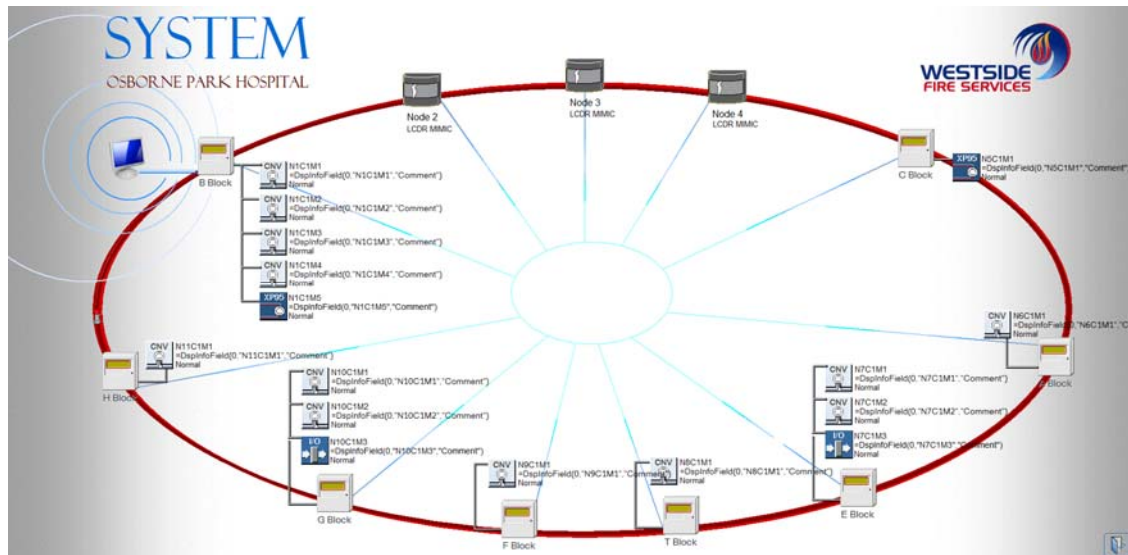 SYSTEM
OSBORNE PARK HOSPITAL
WESTSIDE
FIRE SERVICES
Node 2
LCDR MIMIC
Node 3
LCDR MIMIC
Node 4
LCDR MIMIC
B Block
CNV N1C1M1
=DspInfoField(0,"N1C1M1","Comment")
Normal
CNV N1C1M2
=DspInfoField(0,"N1C1M2","Comment")
Normal
CNV N1C1M3
=DspInfoField(0,"N1C1M3","Comment")
Normal
CNV N1C1M4
=DspInfoField(0,"N1C1M4","Comment")
Normal
XP95 N1C1M5
=DspInfoField(0,"N1C1M5","Comment")
Normal
C Block
XP95 N5C1M1
=DspInfoField(0,"N5C1M1","Comment")
Normal
CNV N6C1M1
=DspInfoField(0,"N6C1M1","C
Normal
Block
H Block
CNV N11C1M1
=DspInfoField(0,"N11C1M1","Comment")
Normal
CNV N10C1M1
=DspInfoField(0,"N10C1M1","Comment")
Normal
CNV N10C1M2
=DspInfoField(0,"N10C1M2","Comment")
Normal
I/O N10C1M3
=DspInfoField(0,"N10C1M3","Comment")
Normal
G Block
CNV N9C1M1
=DspInfoField(0,"N9C1M1","Comment")
Normal
F Block
CNV N8C1M1
=DspInfoField(0,"N8C1M1","Comment")
Normal
T Block
CNV N7C1M1
=DspInfoField(0,"N7C1M1","Comment")
Normal
CNV N7C1M2
=DspInfoField(0,"N7C1M2","Comment")
Normal
I/O N7C1M3
=DspInfoField(0,"N7C1M3","Comment")
Normal
E Block